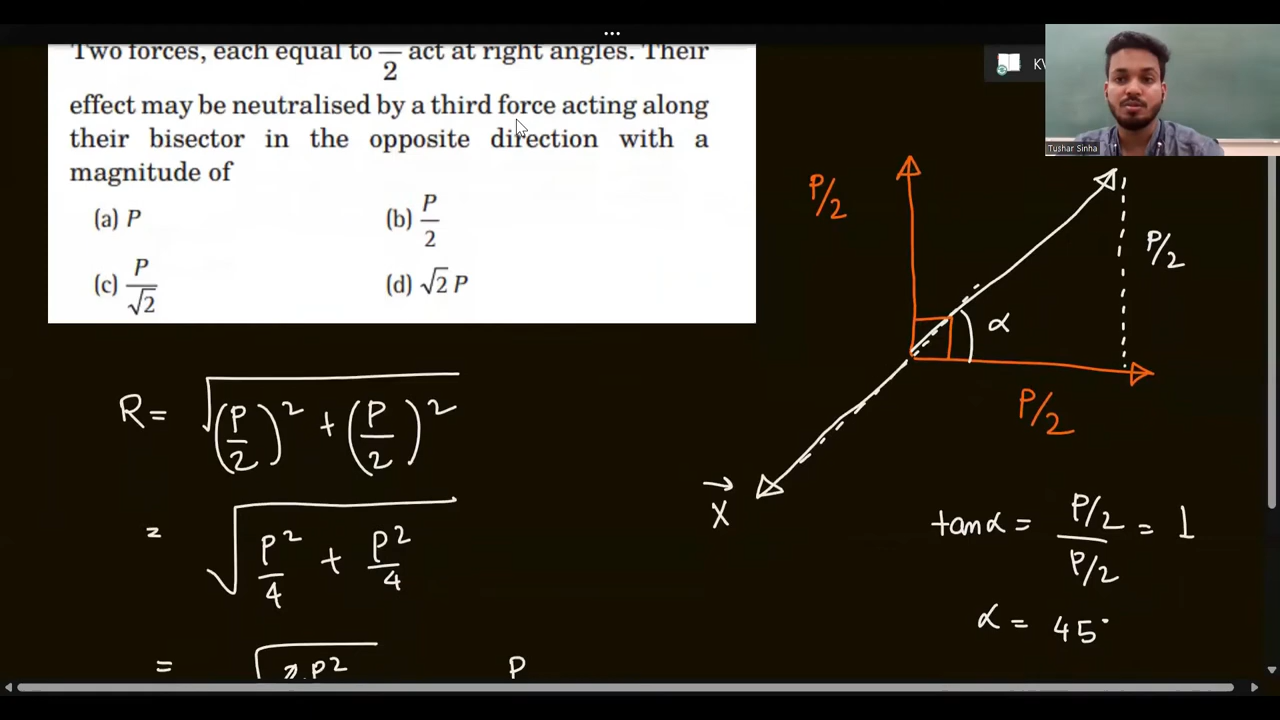 Two forces, each equal to —/2 act at right angles. Their
effect may be neutralised by a third force acting along
their bisector in the opposite direction with a
magnitude of
(a) P
(b) P/2
(c) P/√2
(d) √2 P
KV
Tushar Sinha
P/2
P/2
α
P/2
X⃗
R = √((P/2)² + (P/2)²)
= √(P²/4 + P²/4)
=
P
tanα = P/2 / P/2 = 1
α = 45°